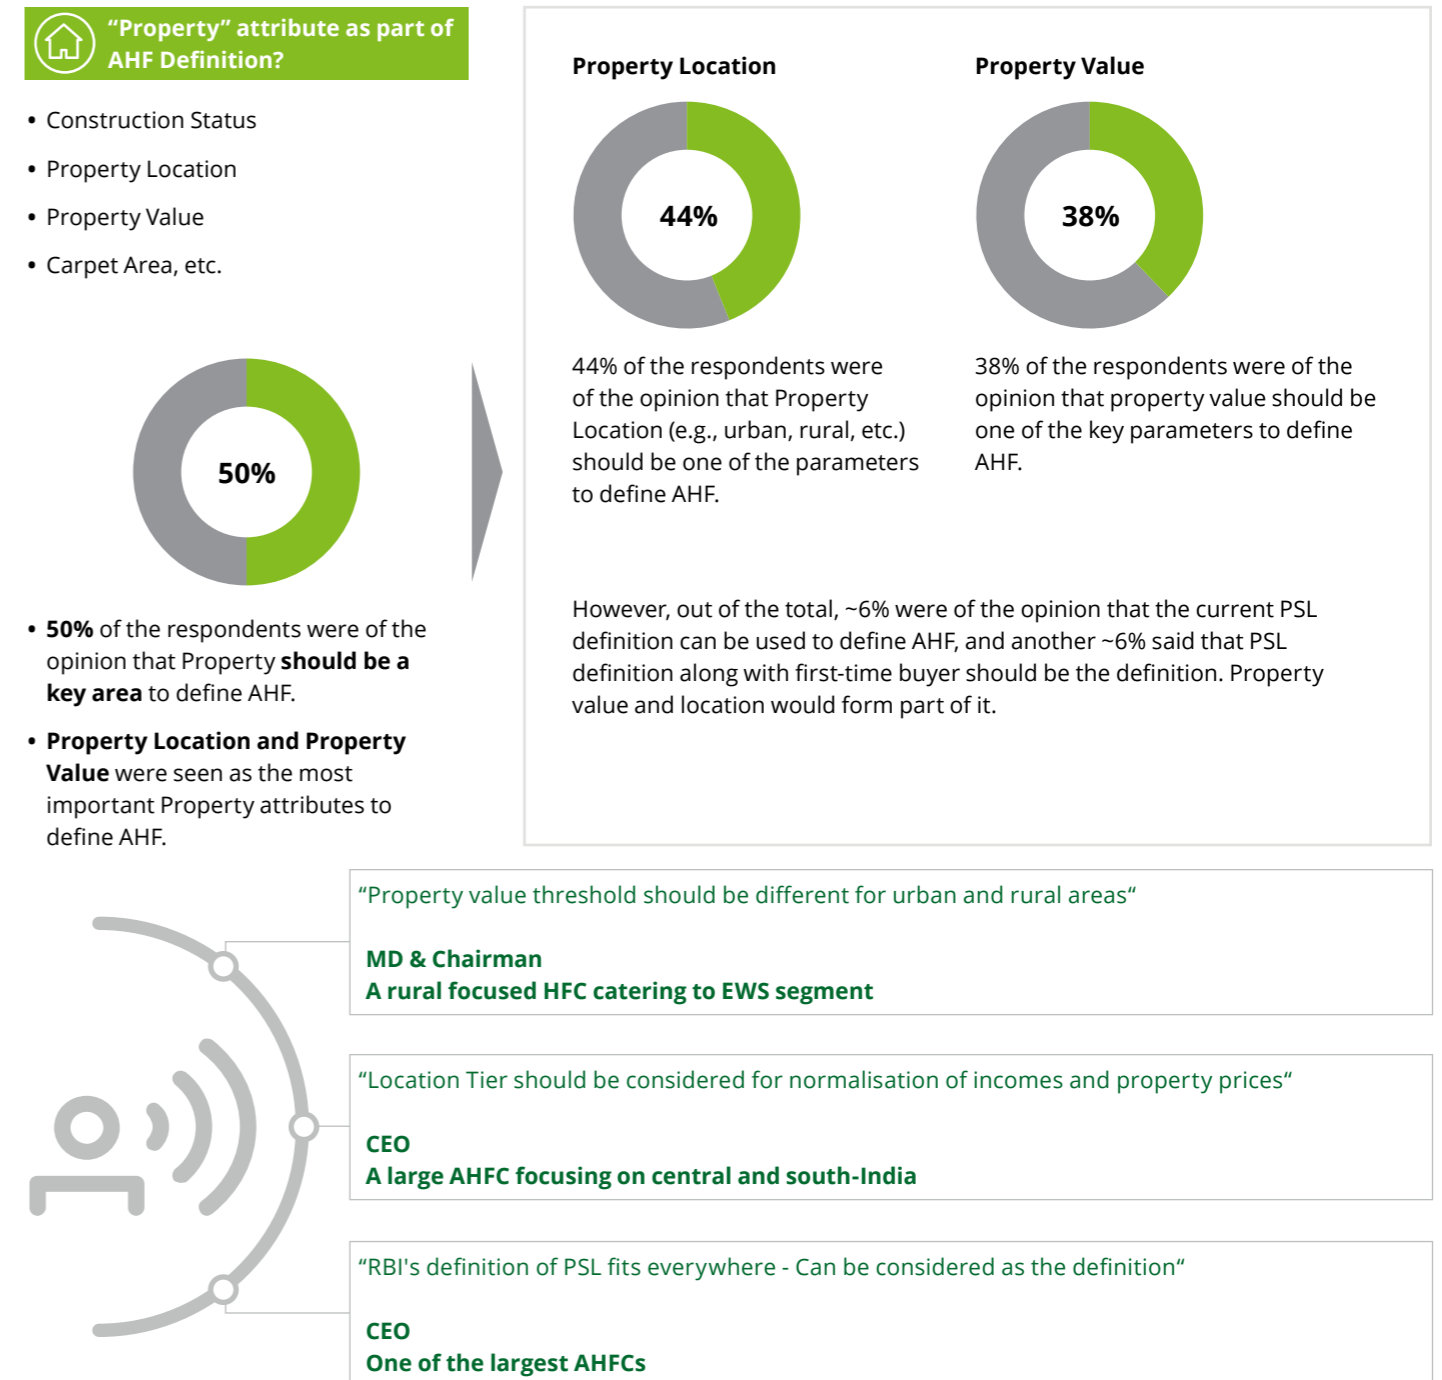 “Property” attribute as part of
AHF Definition?
• Construction Status
• Property Location
• Property Value
• Carpet Area, etc.
50%
• 50% of the respondents were of the
opinion that Property should be a
key area to define AHF.
• Property Location and Property
Value were seen as the most
important Property attributes to
define AHF.
Property Location
44%
44% of the respondents were
of the opinion that Property
Location (e.g., urban, rural, etc.)
should be one of the parameters
to define AHF.
Property Value
38%
38% of the respondents were of the
opinion that property value should be
one of the key parameters to define
AHF.
However, out of the total, ~6% were of the opinion that the current PSL
definition can be used to define AHF, and another ~6% said that PSL
definition along with first-time buyer should be the definition. Property
value and location would form part of it.
“Property value threshold should be different for urban and rural areas“
MD & Chairman
A rural focused HFC catering to EWS segment
“Location Tier should be considered for normalisation of incomes and property prices“
CEO
A large AHFC focusing on central and south-India
“RBI's definition of PSL fits everywhere - Can be considered as the definition“
CEO
One of the largest AHFCs